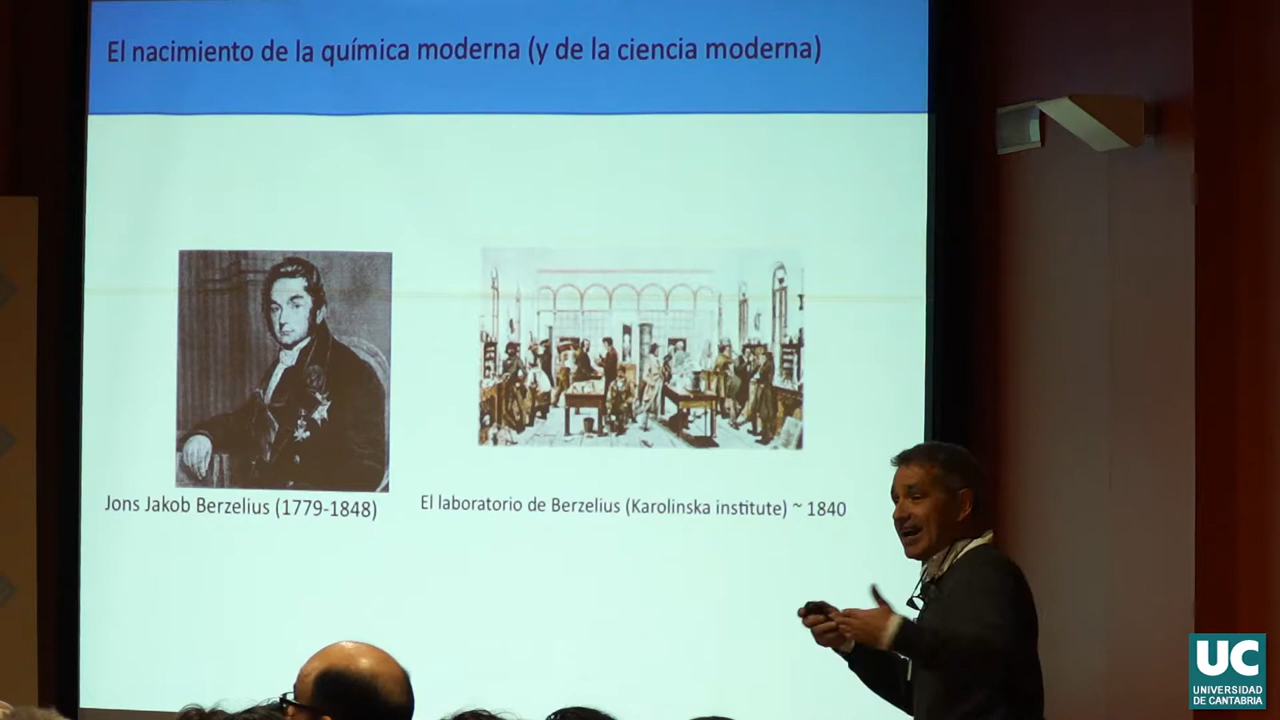 El nacimiento de la química moderna (y de la ciencia moderna)
Jons Jakob Berzelius (1779-1848)
El laboratorio de Berzelius (Karolinska institute) ~ 1840
UC
UNIVERSIDAD
DE CANTABRIA